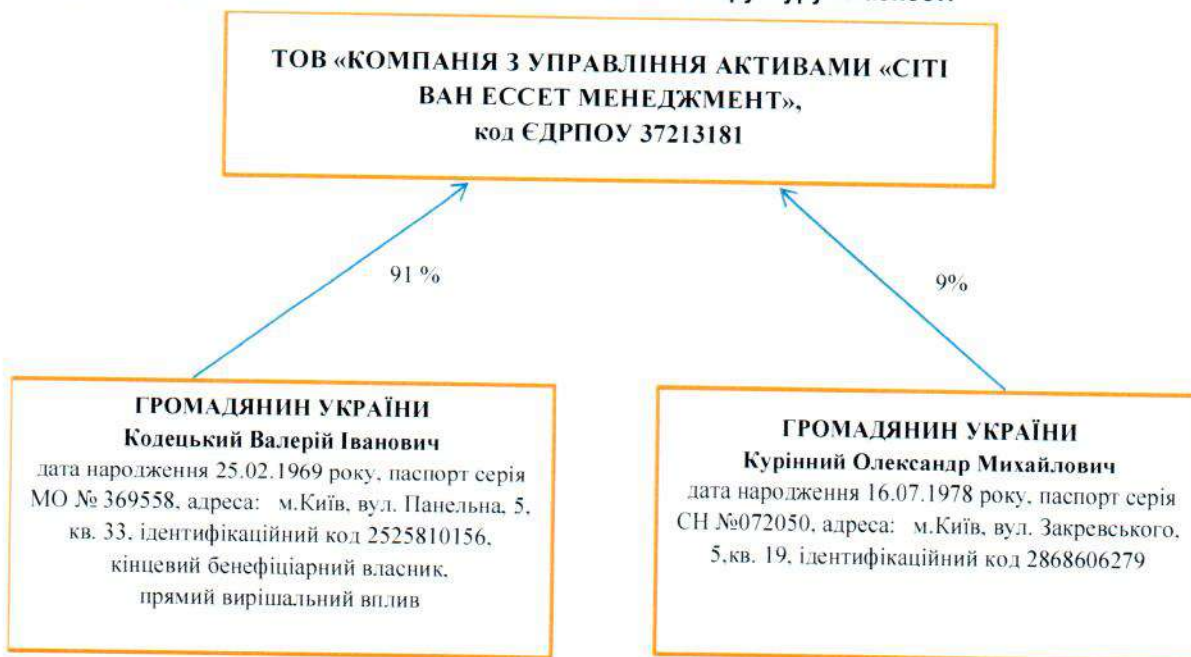 ТОВ «КОМПАНІЯ З УПРАВЛІННЯ АКТИВАМИ «СІТІ
ВАН ЕССЕТ МЕНЕДЖМЕНТ»,
код ЄДРПОУ 37213181
91 %
9%
ГРОМАДЯНИН УКРАЇНИ
Кодецький Валерій Іванович
дата народження 25.02.1969 року, паспорт серія
МО № 369558, адреса: м.Київ, вул. Панельна, 5,
кв. 33, ідентифікаційний код 2525810156,
кінцевий бенефіціарний власник,
прямий вирішальний вплив
ГРОМАДЯНИН УКРАЇНИ
Курінний Олександр Михайлович
дата народження 16.07.1978 року, паспорт серія
СН №072050, адреса: м.Київ, вул. Закревського,
5,кв. 19, ідентифікаційний код 2868606279